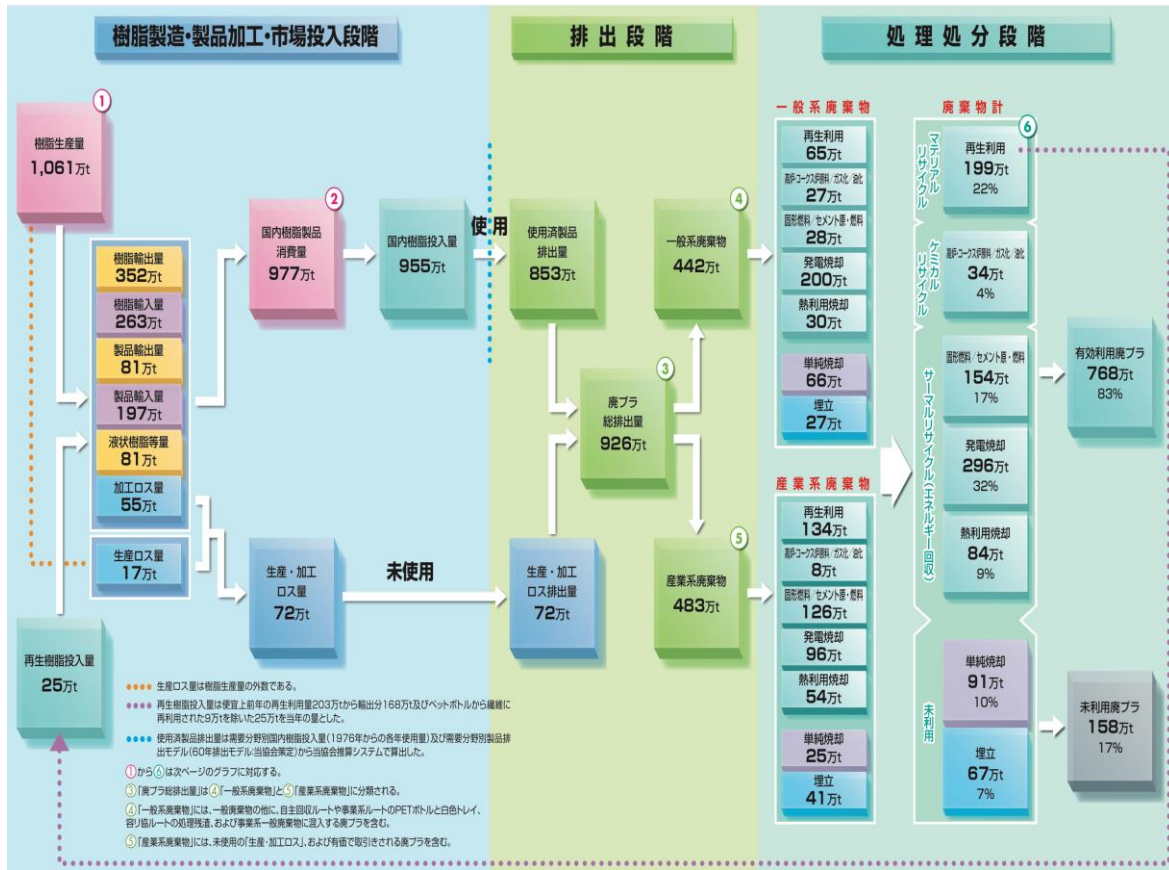 樹脂製造・製品加工・市場投入段階
排出段階
処理処分段階
①
樹脂生産量
1,061万t
樹脂輸出量
352万t
樹脂輸入量
263万t
製品輸出量
81万t
製品輸入量
197万t
液状樹脂等量
81万t
加工ロス量
55万t
生産ロス量
17万t
再生樹脂投入量
25万t
②
国内樹脂製品
消費量
977万t
国内樹脂投入量
955万t
使用
生産・加工
ロス量
72万t
未使用
使用済製品
排出量
853万t
③
廃プラ
総排出量
926万t
生産・加工
ロス排出量
72万t
④
一般系廃棄物
442万t
⑤
産業系廃棄物
483万t
一般系廃棄物
再生利用
65万t
高炉・コークス炉原料/ガス化/油化
27万t
固形燃料/セメント原・燃料
28万t
発電焼却
200万t
熱利用焼却
30万t
単純焼却
66万t
埋立
27万t
産業系廃棄物
再生利用
134万t
高炉・コークス炉原料/ガス化/油化
8万t
固形燃料/セメント原・燃料
126万t
発電焼却
96万t
熱利用焼却
54万t
単純焼却
25万t
埋立
41万t
廃棄物計
⑥
マテリアル
リサイクル
再生利用
199万t
22%
ケミカル
リサイクル
高炉・コークス炉原料/ガス化/油化
34万t
4%
サーマルリサイクル(エネルギー回収)
固形燃料/セメント原・燃料
154万t
17%
発電焼却
296万t
32%
熱利用焼却
84万t
9%
未利用
単純焼却
91万t
10%
埋立
67万t
7%
有効利用廃プラ
768万t
83%
未利用廃プラ
158万t
17%
生産ロス量は樹脂生産量の外数である。
再生樹脂投入量は便宜上前年の再生利用量203万tから輸出分168万t及びペットボトルから繊維に
再利用された9万tを除いた25万tを当年の量とした。
使用済製品排出量は需要分野別国内樹脂投入量(1976年からの各年使用量)及び需要分野別製品排
出モデル(60年排出モデル:当協会策定)から当協会推算システムで算出した。
①から⑥は次ページのグラフに対応する。
③「廃プラ総排出量」は④「一般系廃棄物」と⑤「産業系廃棄物」に分類される。
④「一般系廃棄物」には、一般廃棄物の他に、自主回収ルートや事業系ルートのPETボトルと白色トレイ、
容リ協ルートの処理残渣、および事業系一般廃棄物に混入する廃プラを含む。
⑤「産業系廃棄物」には、未使用の「生産・加工ロス」、および有価で取引きされる廃プラを含む。